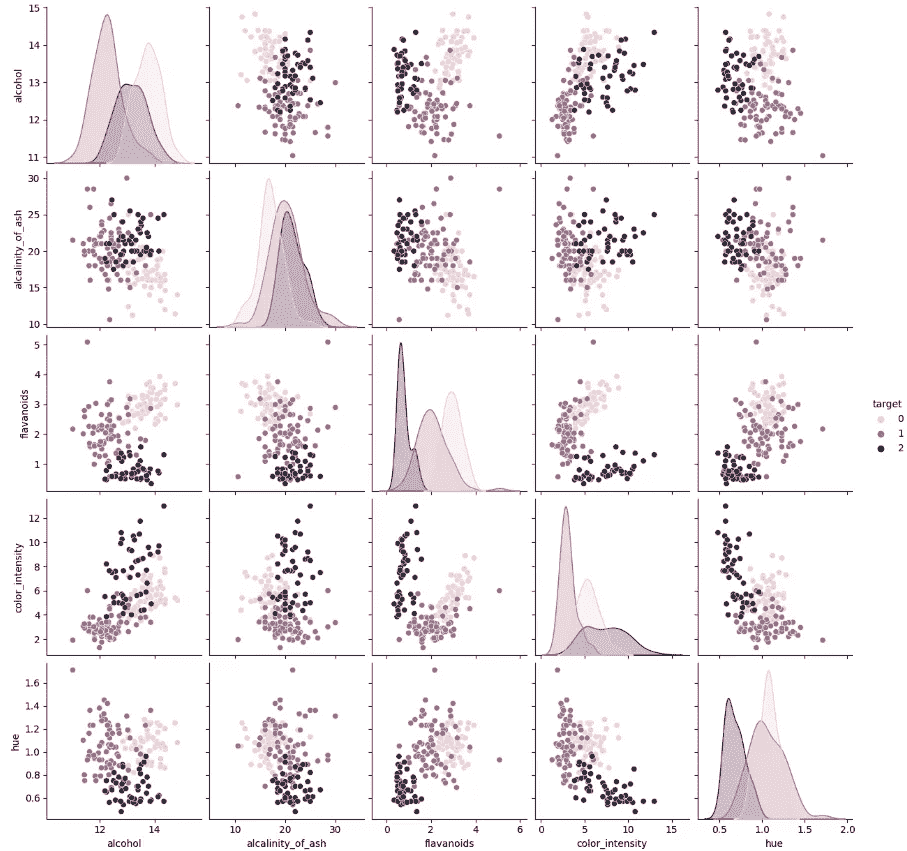 15
14
13
12
11
alcohol
30
25
20
15
10
alcalinity_of_ash
5
4
3
2
1
flavanoids
12
10
8
6
4
2
color_intensity
1.6
1.4
1.2
1.0
0.8
0.6
hue
target
0
1
2
12 14
10 20 30
0 2 4 6
0 5 10 15
0.5 1.0 1.5 2.0
alcohol alcalinity_of_ash flavanoids color_intensity hue